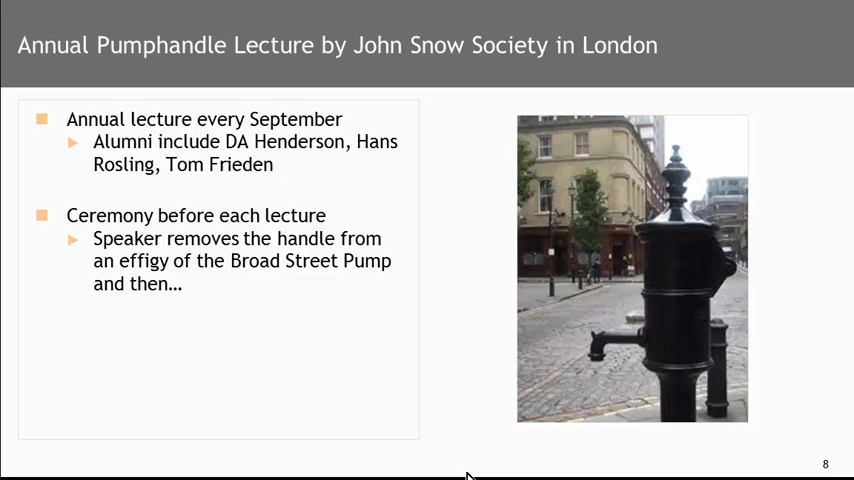 Annual Pumphandle Lecture by John Snow Society in London
Annual lecture every September
Alumni include DA Henderson, Hans
Rosling, Tom Frieden
Ceremony before each lecture
Speaker removes the handle from
an effigy of the Broad Street Pump
and then…
8